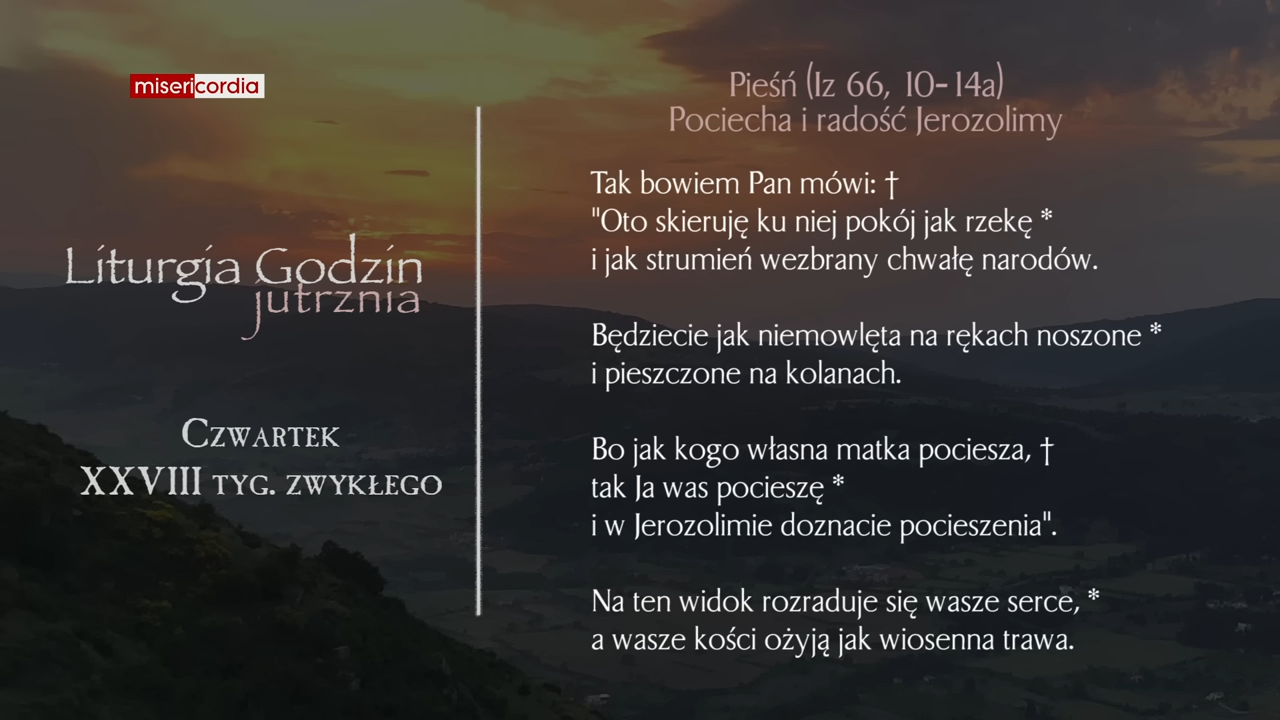 misericordia
Liturgia Godzin
jutrznia
Czwartek
XXVIII tyg. zwykłego
Pieśń (Iz 66, 10-14a)
Pociecha i radość Jerozolimy
Tak bowiem Pan mówi: †
"Oto skieruję ku niej pokój jak rzekę *
i jak strumień wezbrany chwałę narodów.
Będziecie jak niemowlęta na rękach noszone *
i pieszczone na kolanach.
Bo jak kogo własna matka pociesza, †
tak Ja was pocieszę *
i w Jerozolimie doznacie pocieszenia".
Na ten widok rozraduje się wasze serce, *
a wasze kości ożyją jak wiosenna trawa.